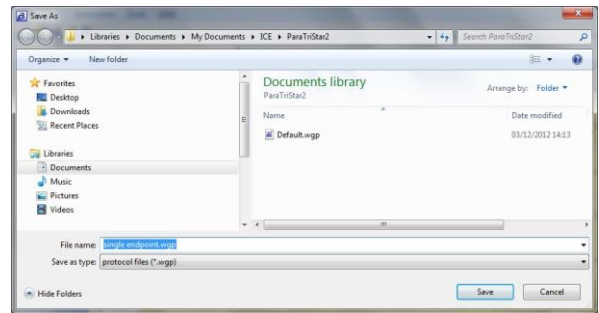 Save As
Libraries ▸ Documents ▸ My Documents ▸ ICE ▸ ParaTriStar2
Search ParaTriStar2
Organize
New folder
Favorites
Desktop
Downloads
Recent Places
Libraries
Documents
Music
Pictures
Videos
Documents library
ParaTriStar2
Arrange by: Folder
Name
Date modified
Default.wgp
03/12/2012 14:13
File name: single endpoint.wgp
Save as type: protocol files (*.wgp)
Hide Folders
Save
Cancel